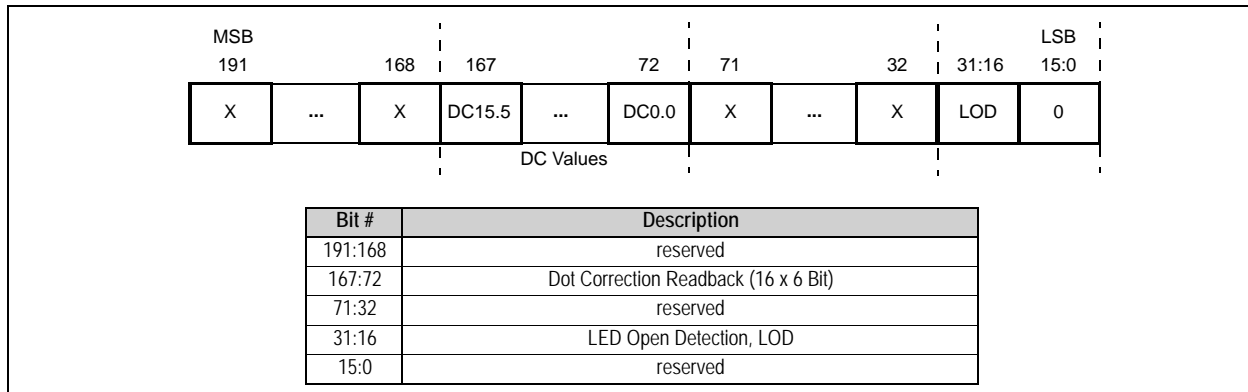 MSB LSB
191 168 167 72 71 32 31:16 15:0
X ... X DC15.5 ... DC0.0 X ... X LOD 0
DC Values
Bit # Description
191:168 reserved
167:72 Dot Correction Readback (16 x 6 Bit)
71:32 reserved
31:16 LED Open Detection, LOD
15:0 reserved